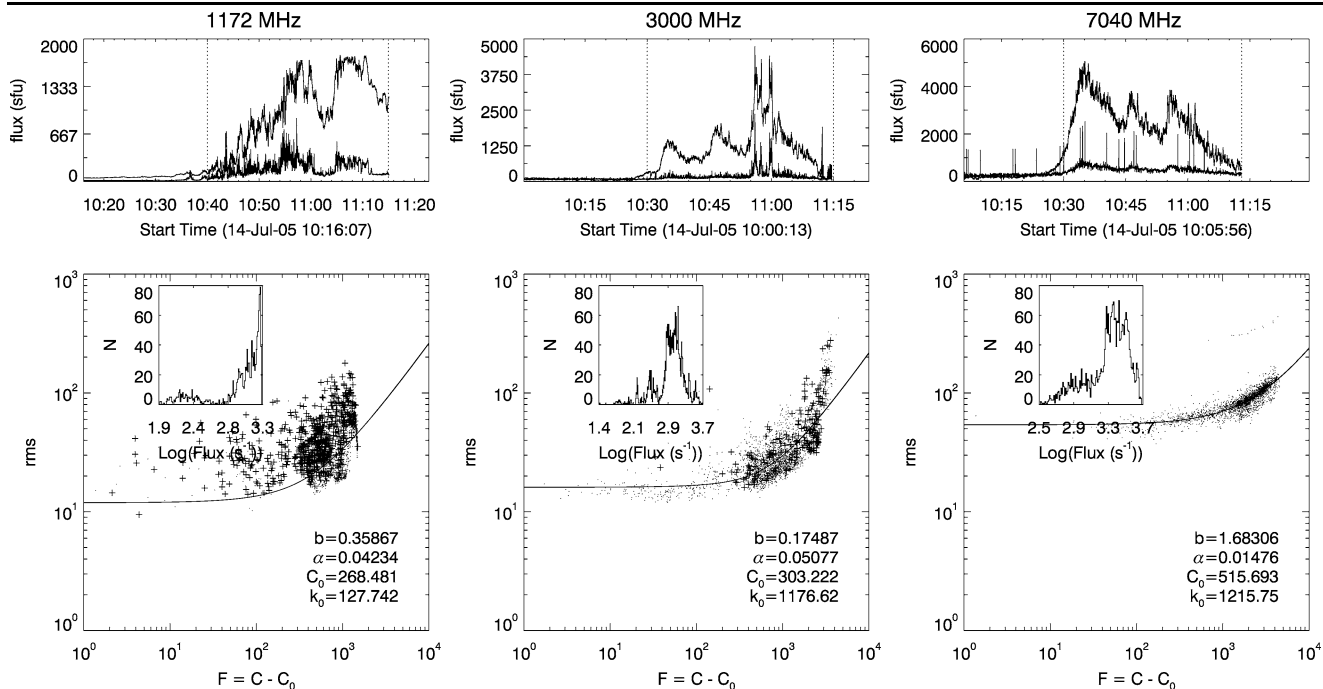 1172 MHz
3000 MHz
7040 MHz
flux (sfu)
2000
1333
667
0
10:20 10:30 10:40 10:50 11:00 11:10 11:20
Start Time (14-Jul-05 10:16:07)
flux (sfu)
5000
3750
2500
1250
0
10:15 10:30 10:45 11:00 11:15
Start Time (14-Jul-05 10:00:13)
flux (sfu)
6000
4000
2000
0
10:15 10:30 10:45 11:00 11:15
Start Time (14-Jul-05 10:05:56)
rms
10³
10²
10¹
10⁰
N
80
60
40
20
0
1.9 2.4 2.8 3.3
Log(Flux (s⁻¹))
b=0.35867
α=0.04234
C₀=268.481
k₀=127.742
10⁰ 10¹ 10² 10³ 10⁴
F = C - C₀
rms
10³
10²
10¹
10⁰
N
80
60
40
20
0
1.4 2.1 2.9 3.7
Log(Flux (s⁻¹))
b=0.17487
α=0.05077
C₀=303.222
k₀=1176.62
10⁰ 10¹ 10² 10³ 10⁴
F = C - C₀
rms
10³
10²
10¹
10⁰
N
80
60
40
20
0
2.5 2.9 3.3 3.7
Log(Flux (s⁻¹))
b=1.68306
α=0.01476
C₀=515.693
k₀=1215.75
10⁰ 10¹ 10² 10³ 10⁴
F = C - C₀